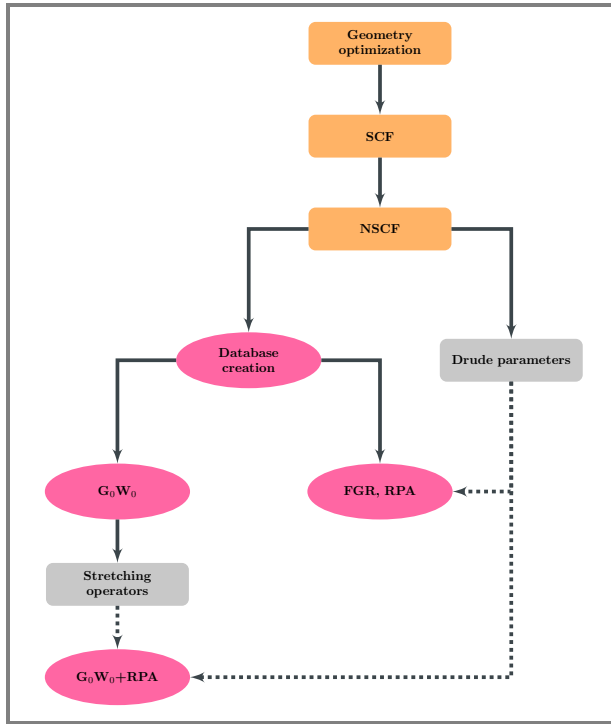 Geometry
optimization
SCF
NSCF
Database
creation
Drude parameters
G₀W₀
FGR, RPA
Stretching
operators
G₀W₀+RPA